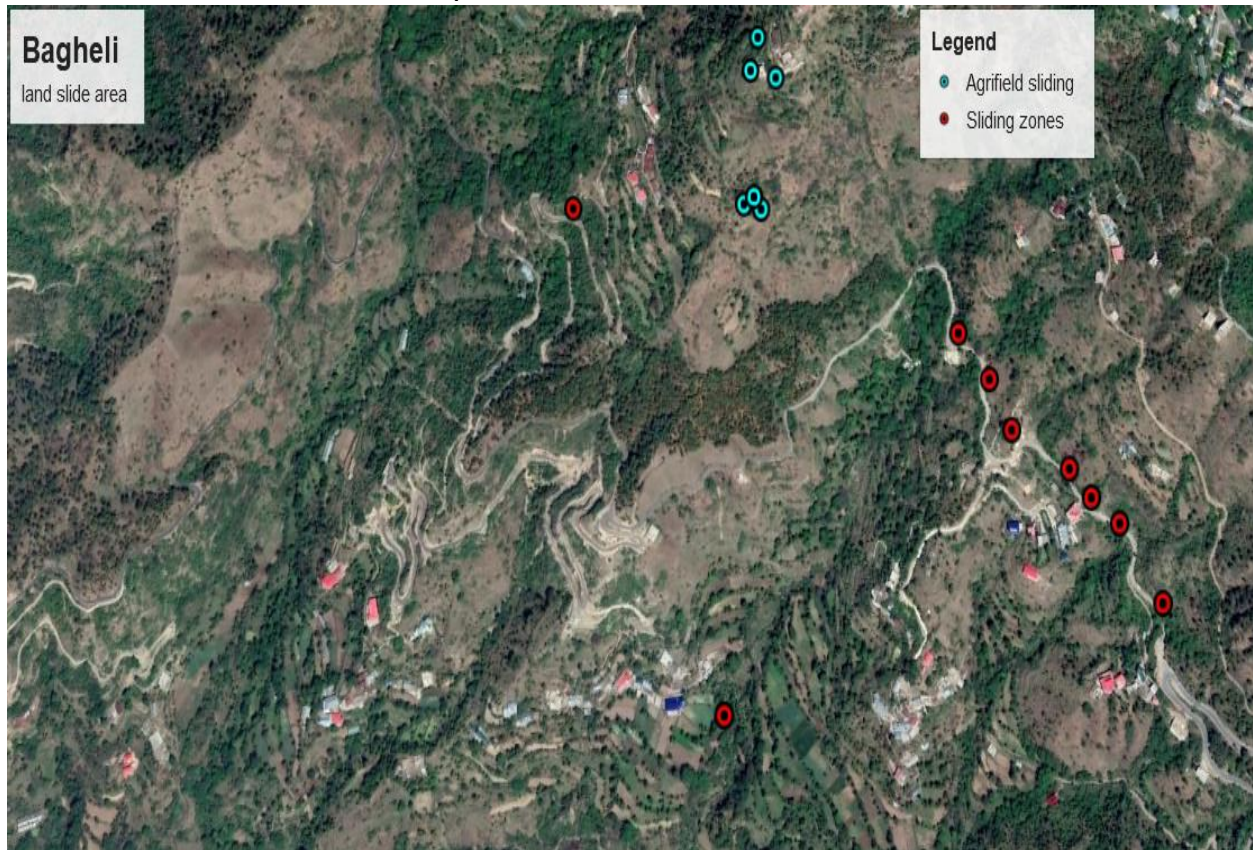 Bagheli
land slide area
Legend
Agrifield sliding
Sliding zones